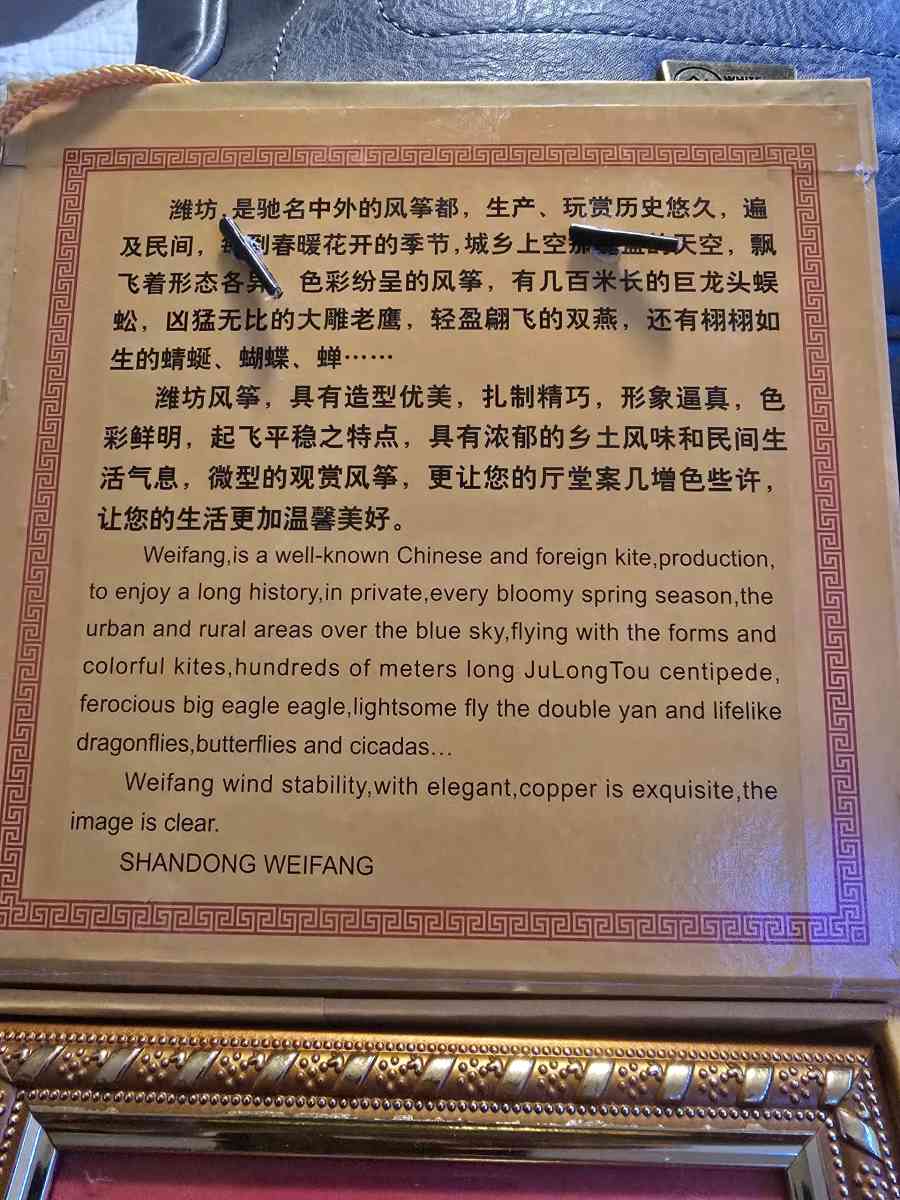 潍坊,是驰名中外的风筝都，生产、玩赏历史悠久，遍
及民间，到春暖花开的季节,城乡上空的天空，飘
飞着形态各异 色彩纷呈的风筝，有几百米长的巨龙头蜈
蚣，凶猛无比的大雕老鹰，轻盈翩飞的双燕，还有栩栩如
生的蜻蜓、蝴蝶、蝉……
潍坊风筝，具有造型优美，扎制精巧，形象逼真，色
彩鲜明，起飞平稳之特点，具有浓郁的乡土风味和民间生
活气息，微型的观赏风筝，更让您的厅堂案几增色些许，
让您的生活更加温馨美好。
Weifang,is a well-known Chinese and foreign kite,production,
to enjoy a long history,in private,every bloomy spring season,the
urban and rural areas over the blue sky,flying with the forms and
colorful kites,hundreds of meters long JuLongTou centipede,
ferocious big eagle eagle,lightsome fly the double yan and lifelike
dragonflies,butterflies and cicadas...
Weifang wind stability,with elegant,copper is exquisite,the
image is clear.
SHANDONG WEIFANG